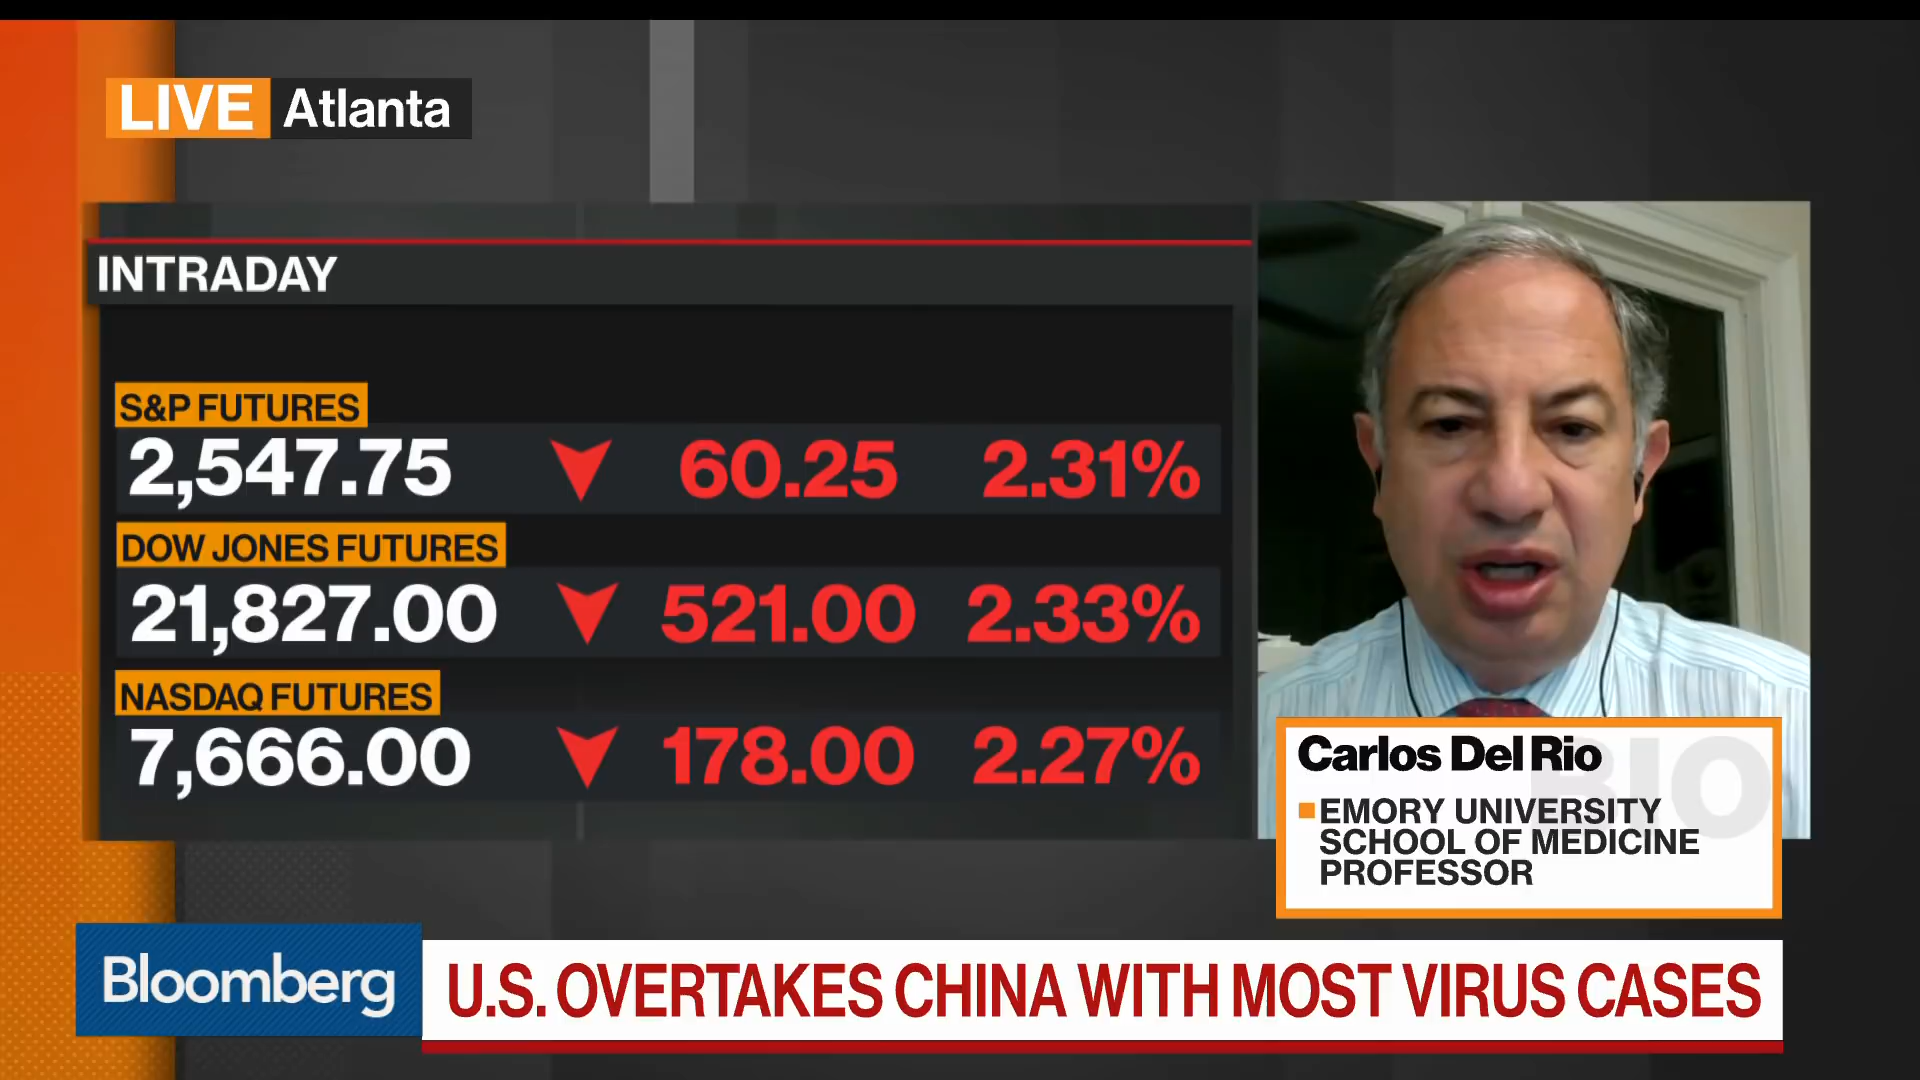 LIVE Atlanta
INTRADAY
S&P FUTURES
2,547.75 60.25 2.31%
DOW JONES FUTURES
21,827.00 521.00 2.33%
NASDAQ FUTURES
7,666.00 178.00 2.27%
Carlos Del Rio
RIO
EMORY UNIVERSITY
SCHOOL OF MEDICINE
PROFESSOR
Bloomberg
U.S. OVERTAKES CHINA WITH MOST VIRUS CASES